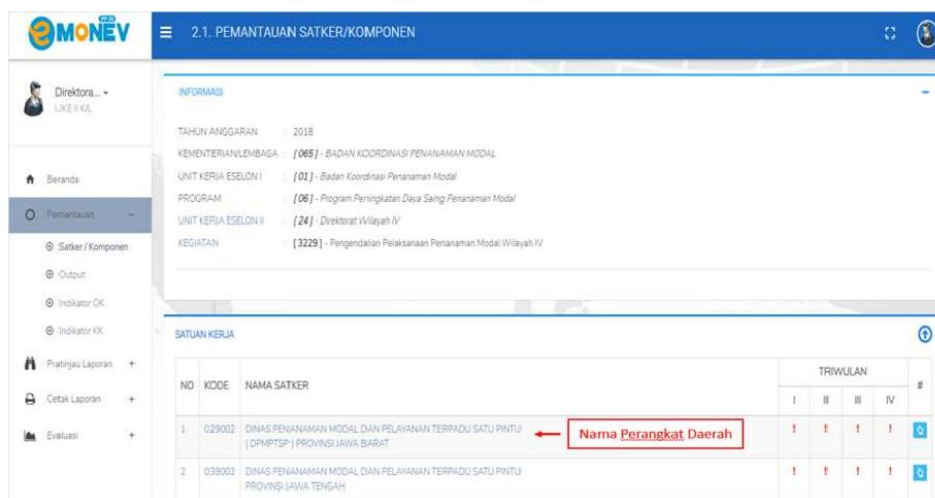 eMONEV
2.1. PEMANTAUAN SATKER/KOMPONEN
Direktora...
INFORMASI
TAHUN ANGGARAN : 2018
KEMENTERIAN/LEMBAGA : [065] - BADAN KOORDINASI PENANAMAN MODAL
UNIT KERJA ESELON I : [01] - Badan Koordinasi Penanaman Modal
PROGRAM : [06] - Program Peningkatan Daya Saing Penanaman Modal
UNIT KERJA ESELON II : [24] - Direktorat Wilayah IV
KEGIATAN : [3229] - Pengendalian Pelaksanaan Penanaman Modal Wilayah IV
Beranda
Pemantauan -
Satker / Komponen
Output
Indikator OK
Indikator KK
Pratinjau Laporan +
Cetak Laporan +
Evaluasi +
SATUAN KERJA
NO KODE NAMA SATKER TRIWULAN #
I II III IV
1 029002 DINAS PENANAMAN MODAL DAN PELAYANAN TERPADU SATU PINTU ! ! ! !
( DPMPTSP ) PROVINSI JAWA BARAT
Nama Perangkat Daerah
2 039002 DINAS PENANAMAN MODAL DAN PELAYANAN TERPADU SATU PINTU ! ! ! !
PROVINSI JAWA TENGAH